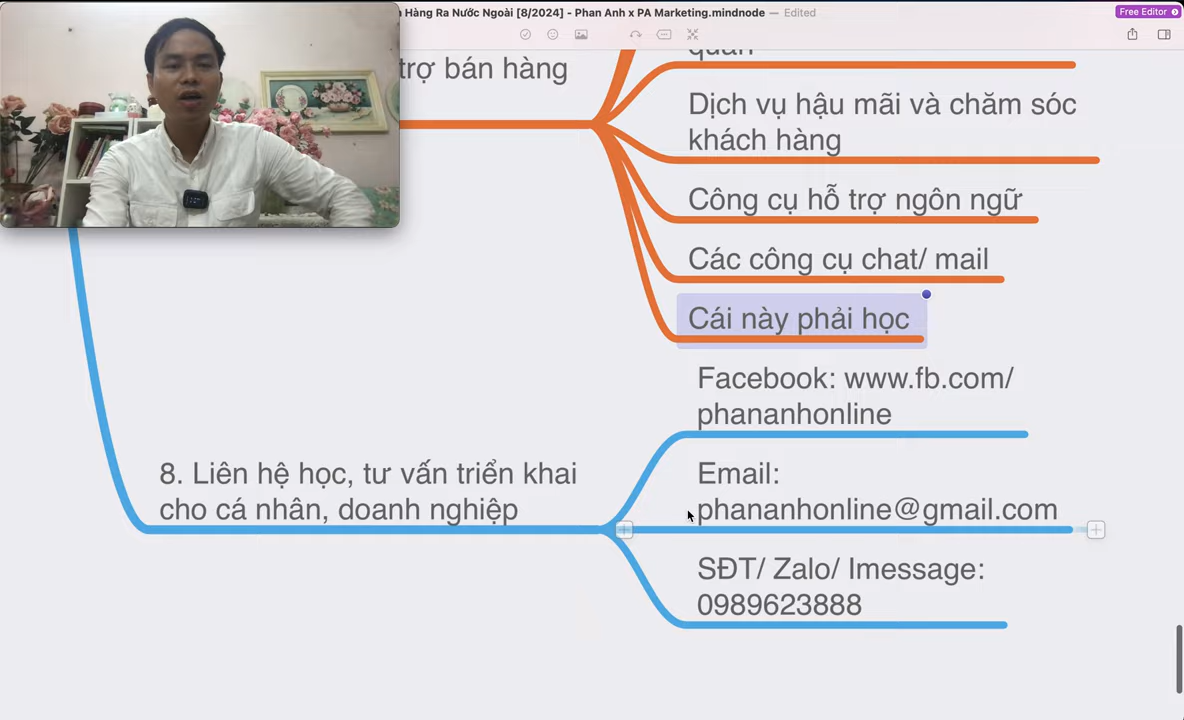 Hàng Ra Nước Ngoài [8/2024] - Phan Anh x PA Marketing.mindnode — Edited
Free Editor
trợ bán hàng
quan
Dịch vụ hậu mãi và chăm sóc
khách hàng
Công cụ hỗ trợ ngôn ngữ
Các công cụ chat/ mail
Cái này phải học
Facebook: www.fb.com/
phananhonline
8. Liên hệ học, tư vấn triển khai
cho cá nhân, doanh nghiệp
Email:
phananhonline@gmail.com
SĐT/ Zalo/ Imessage:
0989623888